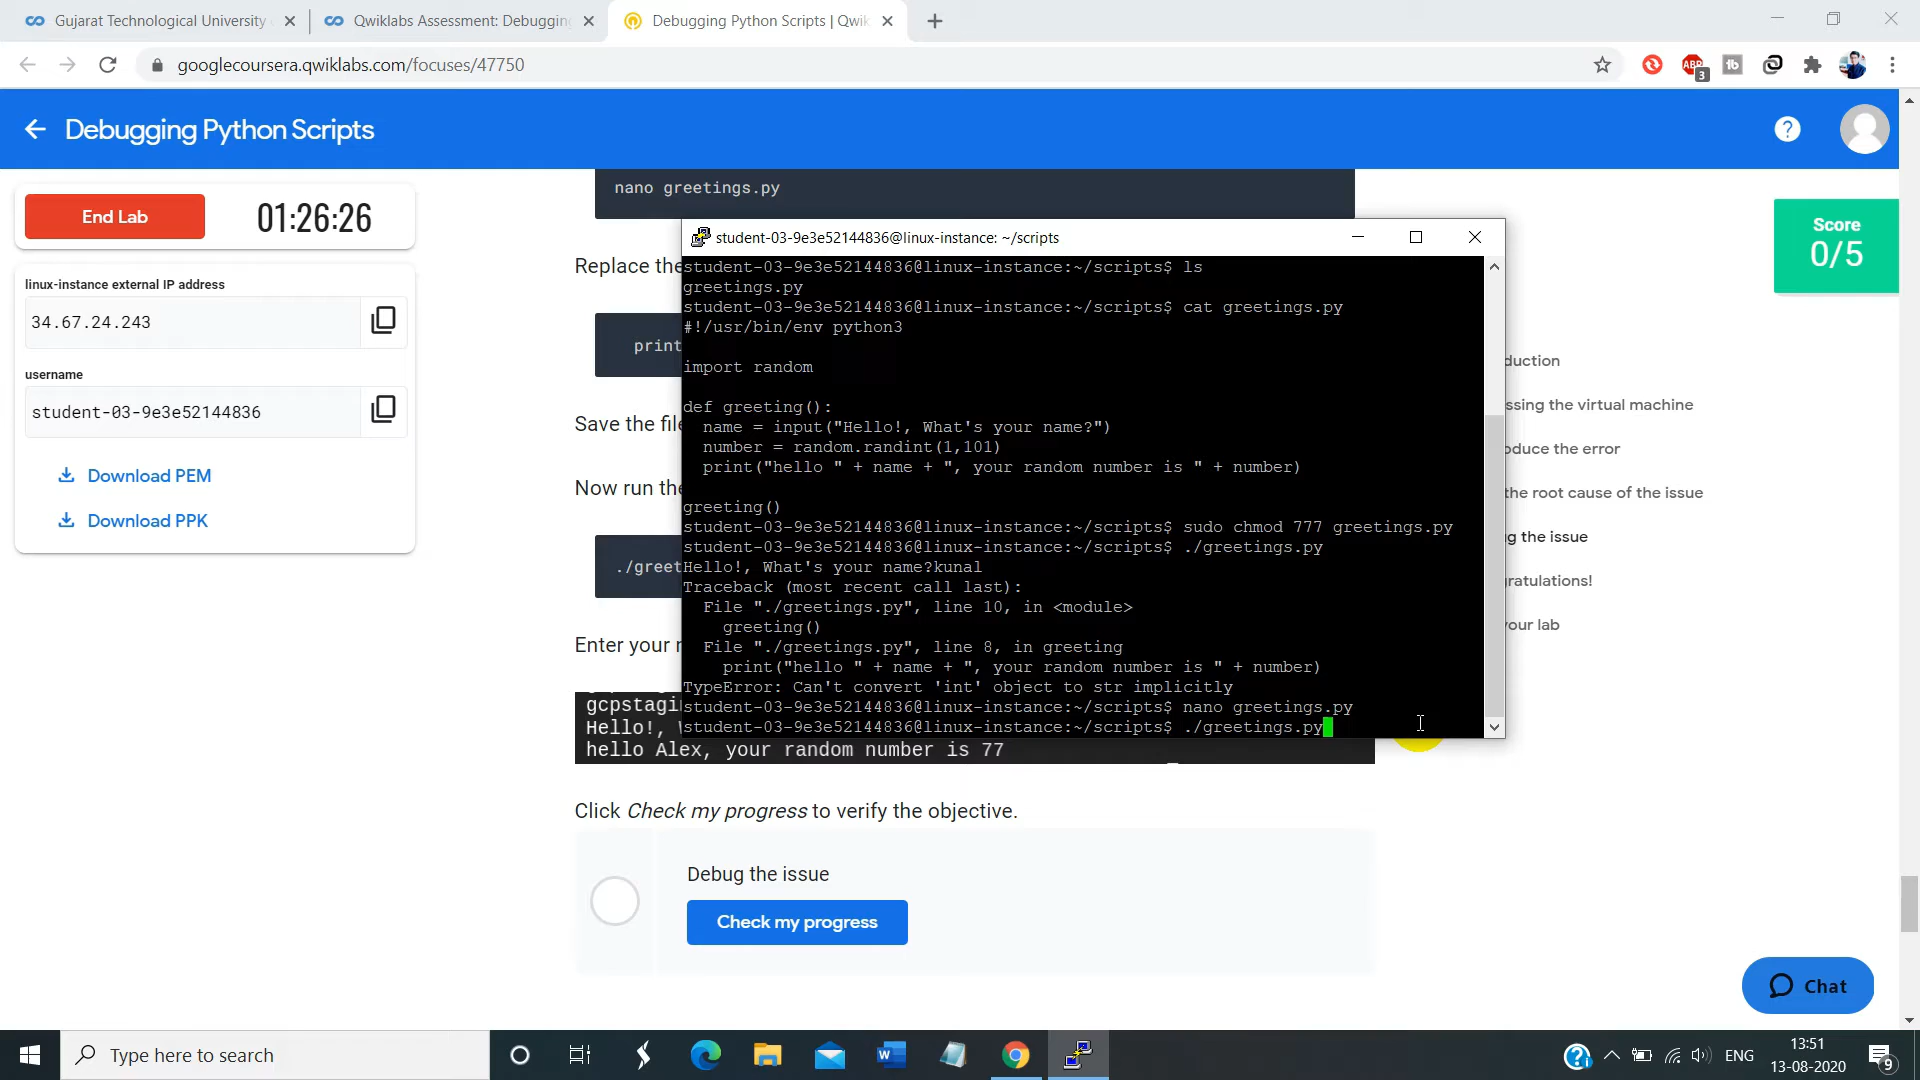 Gujarat Technological University
Qwiklabs Assessment: Debugging
Debugging Python Scripts | Qwik
googlecoursera.qwiklabs.com/focuses/47750
ABP
3
Debugging Python Scripts
?
End Lab
01:26:26
linux-instance external IP address
34.67.24.243
username
student-03-9e3e52144836
Download PEM
Download PPK
nano greetings.py
Replace the
print
Save the file
Now run the
./greet
Enter your n
gcpstagi
Hello!, W
hello Alex, your random number is 77
Click Check my progress to verify the objective.
Debug the issue
Check my progress
student-03-9e3e52144836@linux-instance: ~/scripts
student-03-9e3e52144836@linux-instance:~/scripts$ ls
greetings.py
student-03-9e3e52144836@linux-instance:~/scripts$ cat greetings.py
#!/usr/bin/env python3
import random
def greeting():
name = input("Hello!, What's your name?")
number = random.randint(1,101)
print("hello " + name + ", your random number is " + number)
greeting()
student-03-9e3e52144836@linux-instance:~/scripts$ sudo chmod 777 greetings.py
student-03-9e3e52144836@linux-instance:~/scripts$ ./greetings.py
Hello!, What's your name?kunal
Traceback (most recent call last):
File "./greetings.py", line 10, in <module>
greeting()
File "./greetings.py", line 8, in greeting
print("hello " + name + ", your random number is " + number)
TypeError: Can't convert 'int' object to str implicitly
student-03-9e3e52144836@linux-instance:~/scripts$ nano greetings.py
student-03-9e3e52144836@linux-instance:~/scripts$ ./greetings.py
Score
0/5
duction
ssing the virtual machine
oduce the error
the root cause of the issue
g the issue
ratulations!
your lab
Chat
Type here to search
ENG
13:51
13-08-2020
9